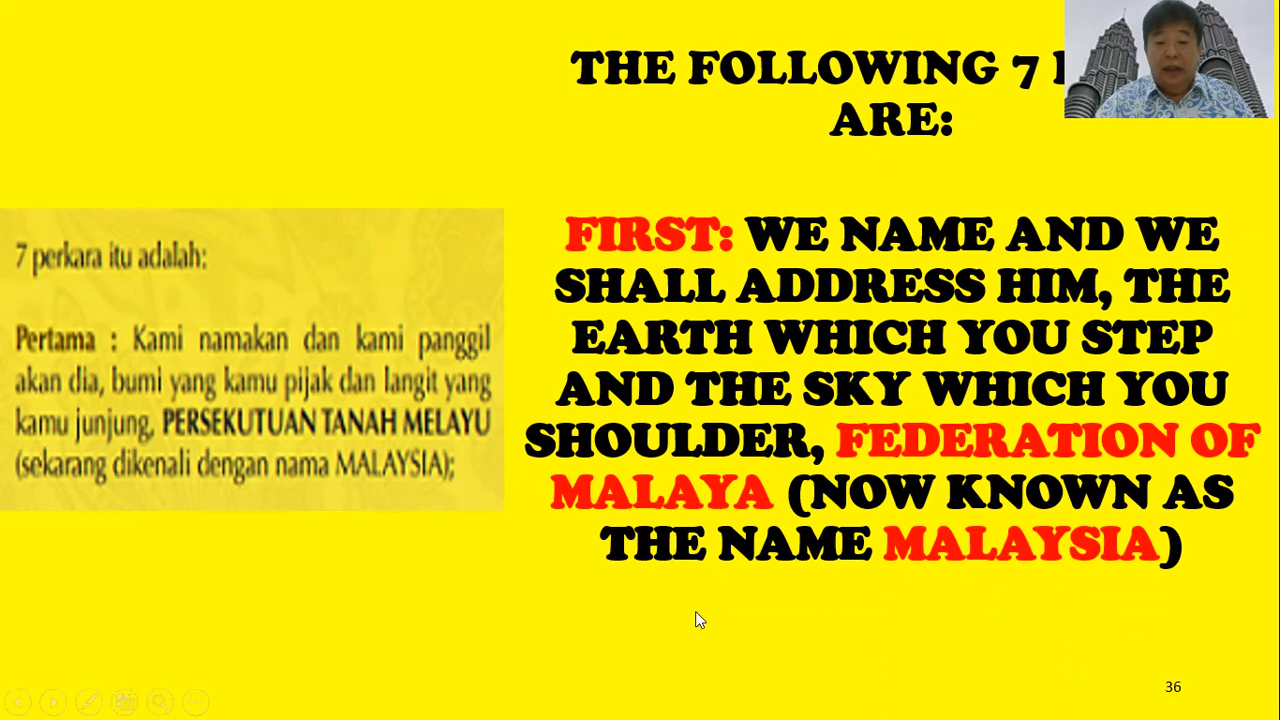 THE FOLLOWING 7
ARE:
7 perkara itu adalah:
Pertama : Kami namakan dan kami panggil
akan dia, bumi yang kamu pijak dan langit yang
kamu junjung, PERSEKUTUAN TANAH MELAYU
(sekarang dikenali dengan nama MALAYSIA);
FIRST: WE NAME AND WE
SHALL ADDRESS HIM, THE
EARTH WHICH YOU STEP
AND THE SKY WHICH YOU
SHOULDER, FEDERATION OF
MALAYA (NOW KNOWN AS
THE NAME MALAYSIA)
36